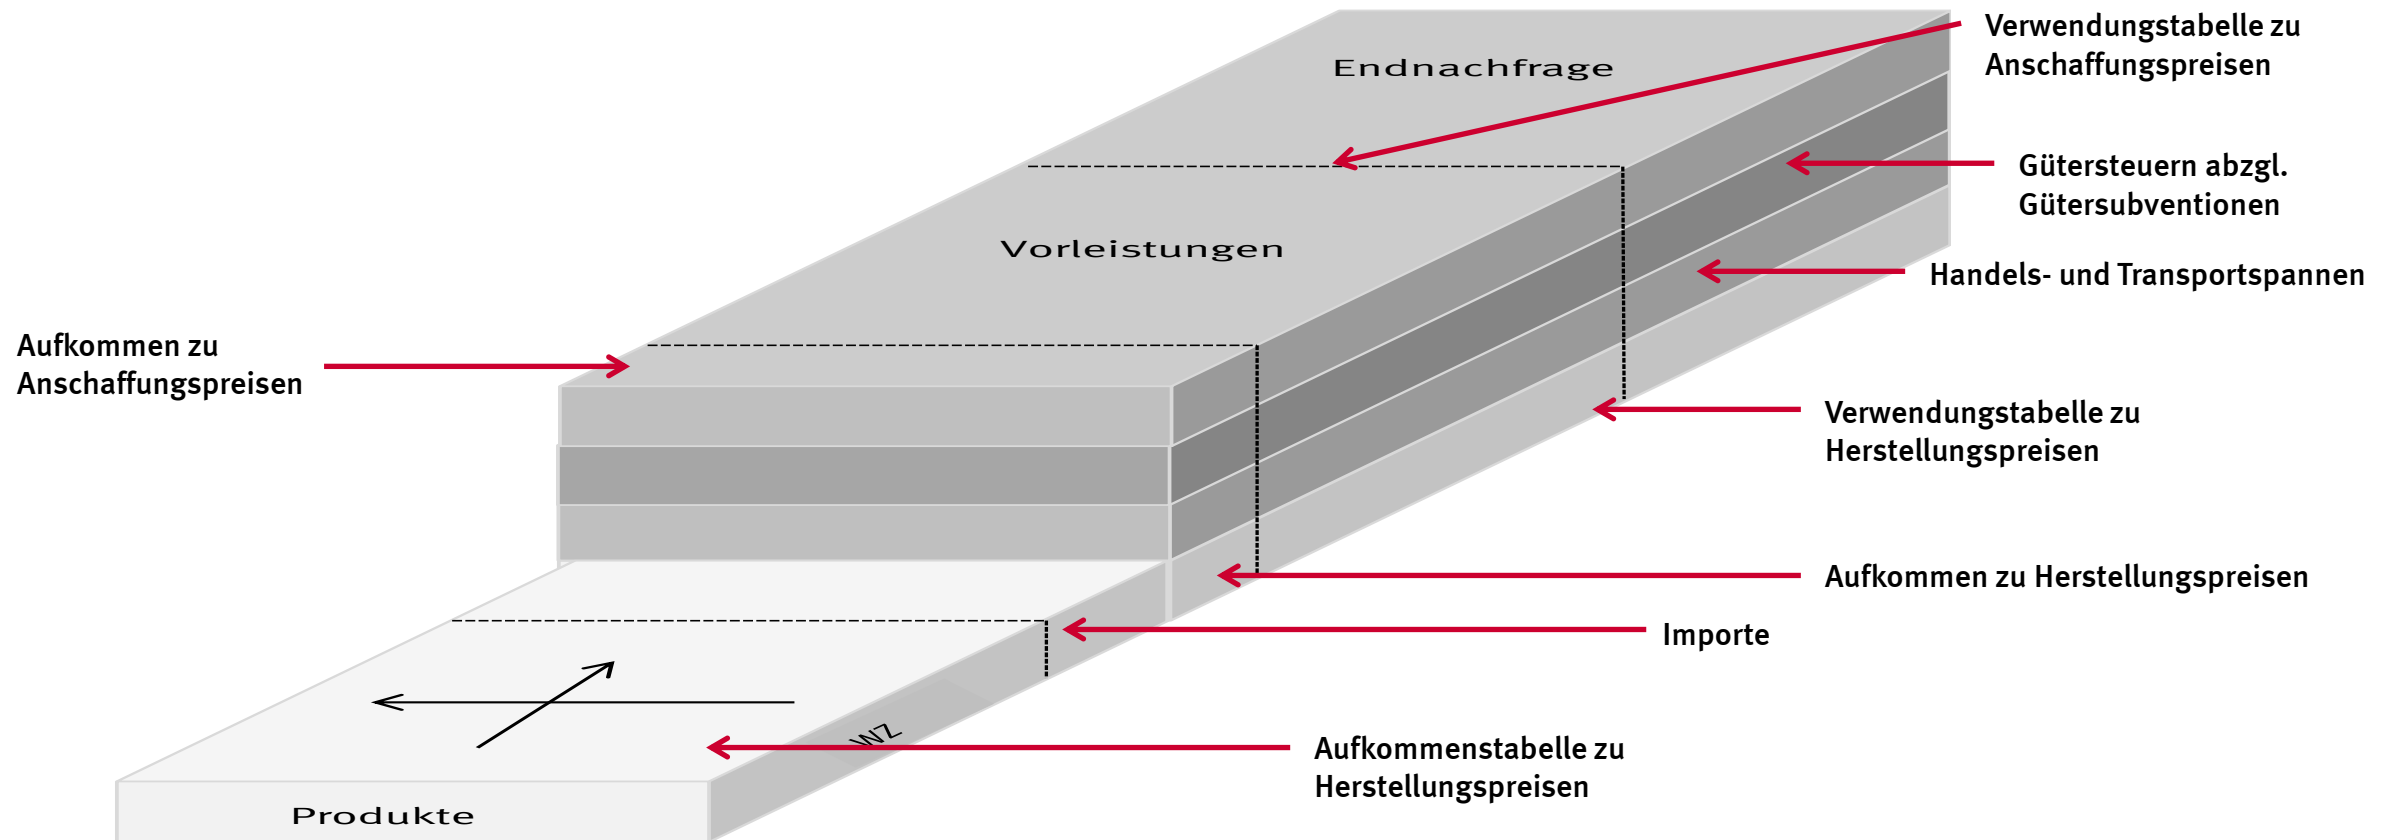 Verwendungstabelle zu
Anschaffungspreisen
Endnachfrage
Gütersteuern abzgl.
Gütersubventionen
Vorleistungen
Handels- und Transportspannen
Aufkommen zu
Anschaffungspreisen
Verwendungstabelle zu
Herstellungspreisen
Aufkommen zu Herstellungspreisen
Importe
WZ
Aufkommenstabelle zu
Herstellungspreisen
Produkte